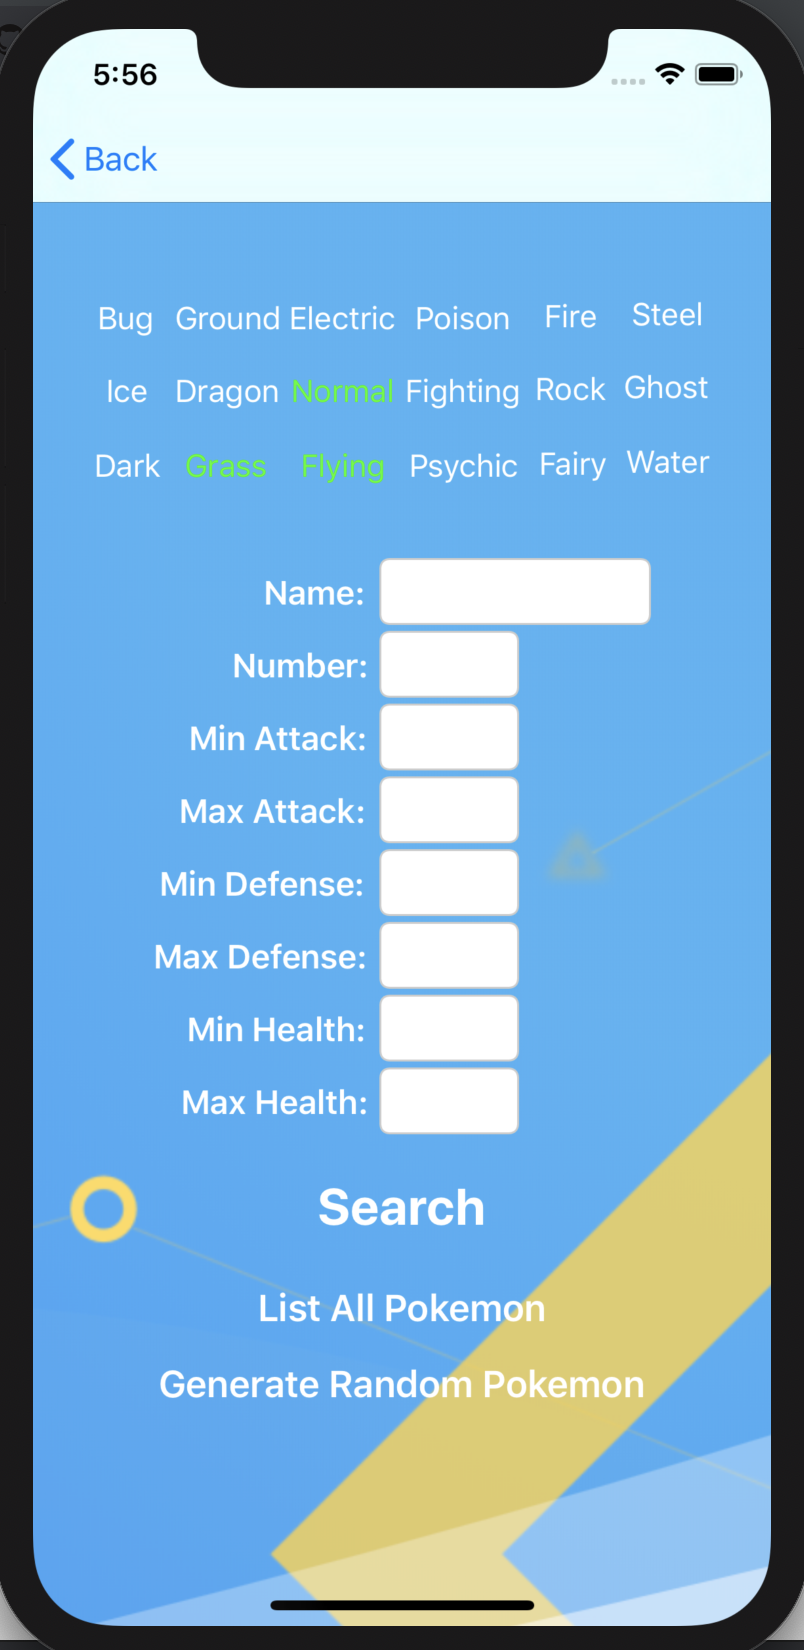 5:56
Back
Bug Ground Electric Poison Fire Steel
Ice Dragon Normal Fighting Rock Ghost
Dark Grass Flying Psychic Fairy Water
Name:
Number:
Min Attack:
Max Attack:
Min Defense:
Max Defense:
Min Health:
Max Health:
Search
List All Pokemon
Generate Random Pokemon